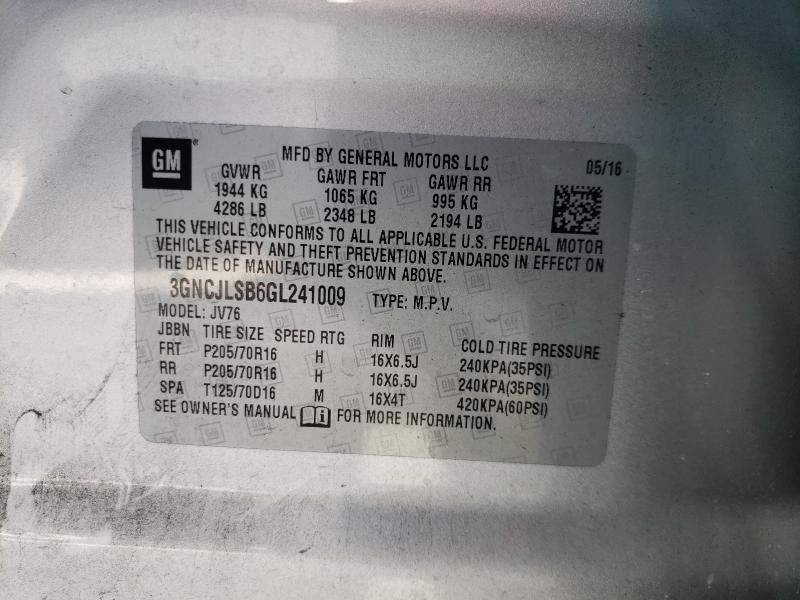 GM®
MFD BY GENERAL MOTORS LLC 05/16
GVWR GAWR FRT GAWR RR
1944 KG 1065 KG 995 KG
4286 LB 2348 LB 2194 LB
THIS VEHICLE CONFORMS TO ALL APPLICABLE U.S. FEDERAL MOTOR
VEHICLE SAFETY AND THEFT PREVENTION STANDARDS IN EFFECT ON
THE DATE OF MANUFACTURE SHOWN ABOVE.
3GNCJLSB6GL241009 TYPE: M.P.V.
MODEL: JV76
JBBN TIRE SIZE SPEED RTG RIM COLD TIRE PRESSURE
FRT P205/70R16 H 16X6.5J 240KPA(35PSI)
RR P205/70R16 H 16X6.5J 240KPA(35PSI)
SPA T125/70D16 M 16X4T 420KPA(60PSI)
SEE OWNER'S MANUAL FOR MORE INFORMATION.